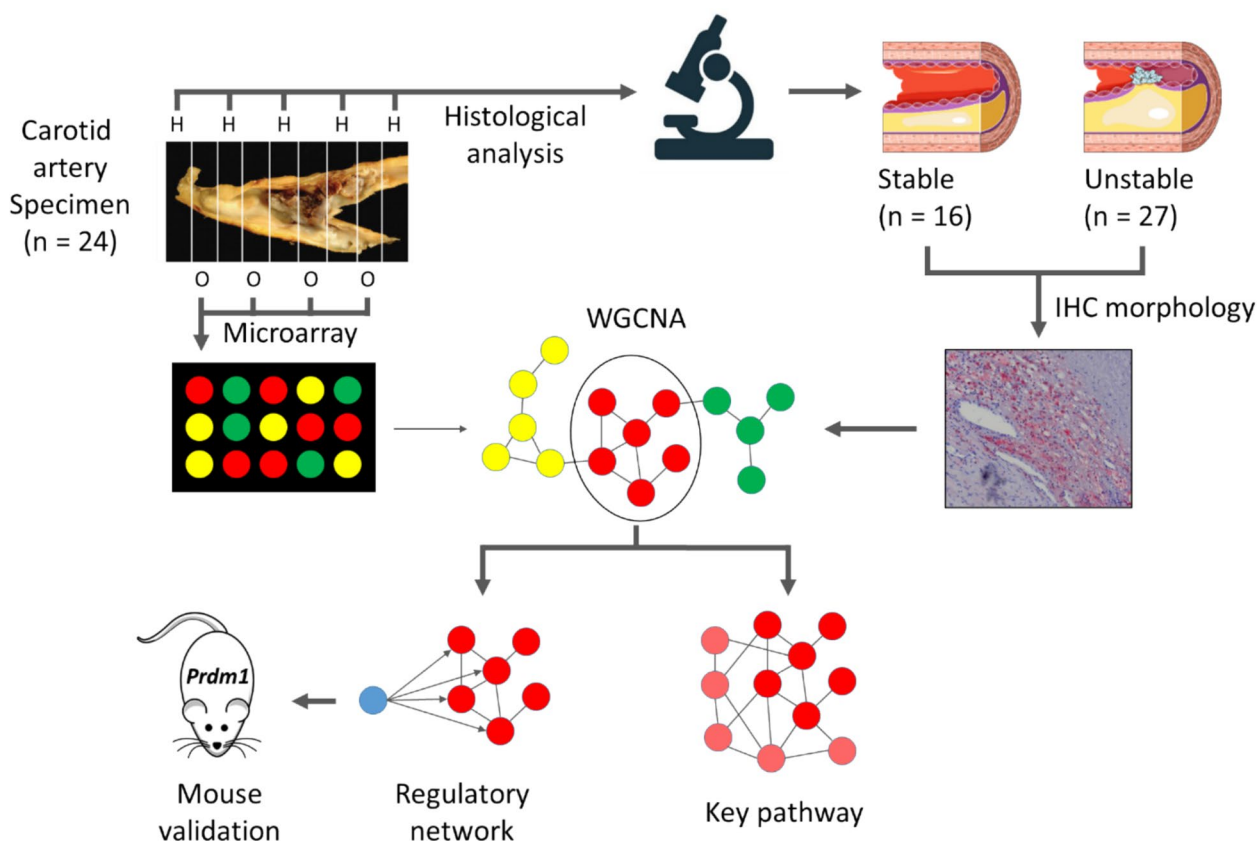 H H H H H
Carotid
artery
Specimen
(n = 24)
Histological
analysis
Stable
(n = 16)
Unstable
(n = 27)
O O O O
Microarray
WGCNA
IHC morphology
Prdm1
Mouse
validation
Regulatory
network
Key pathway